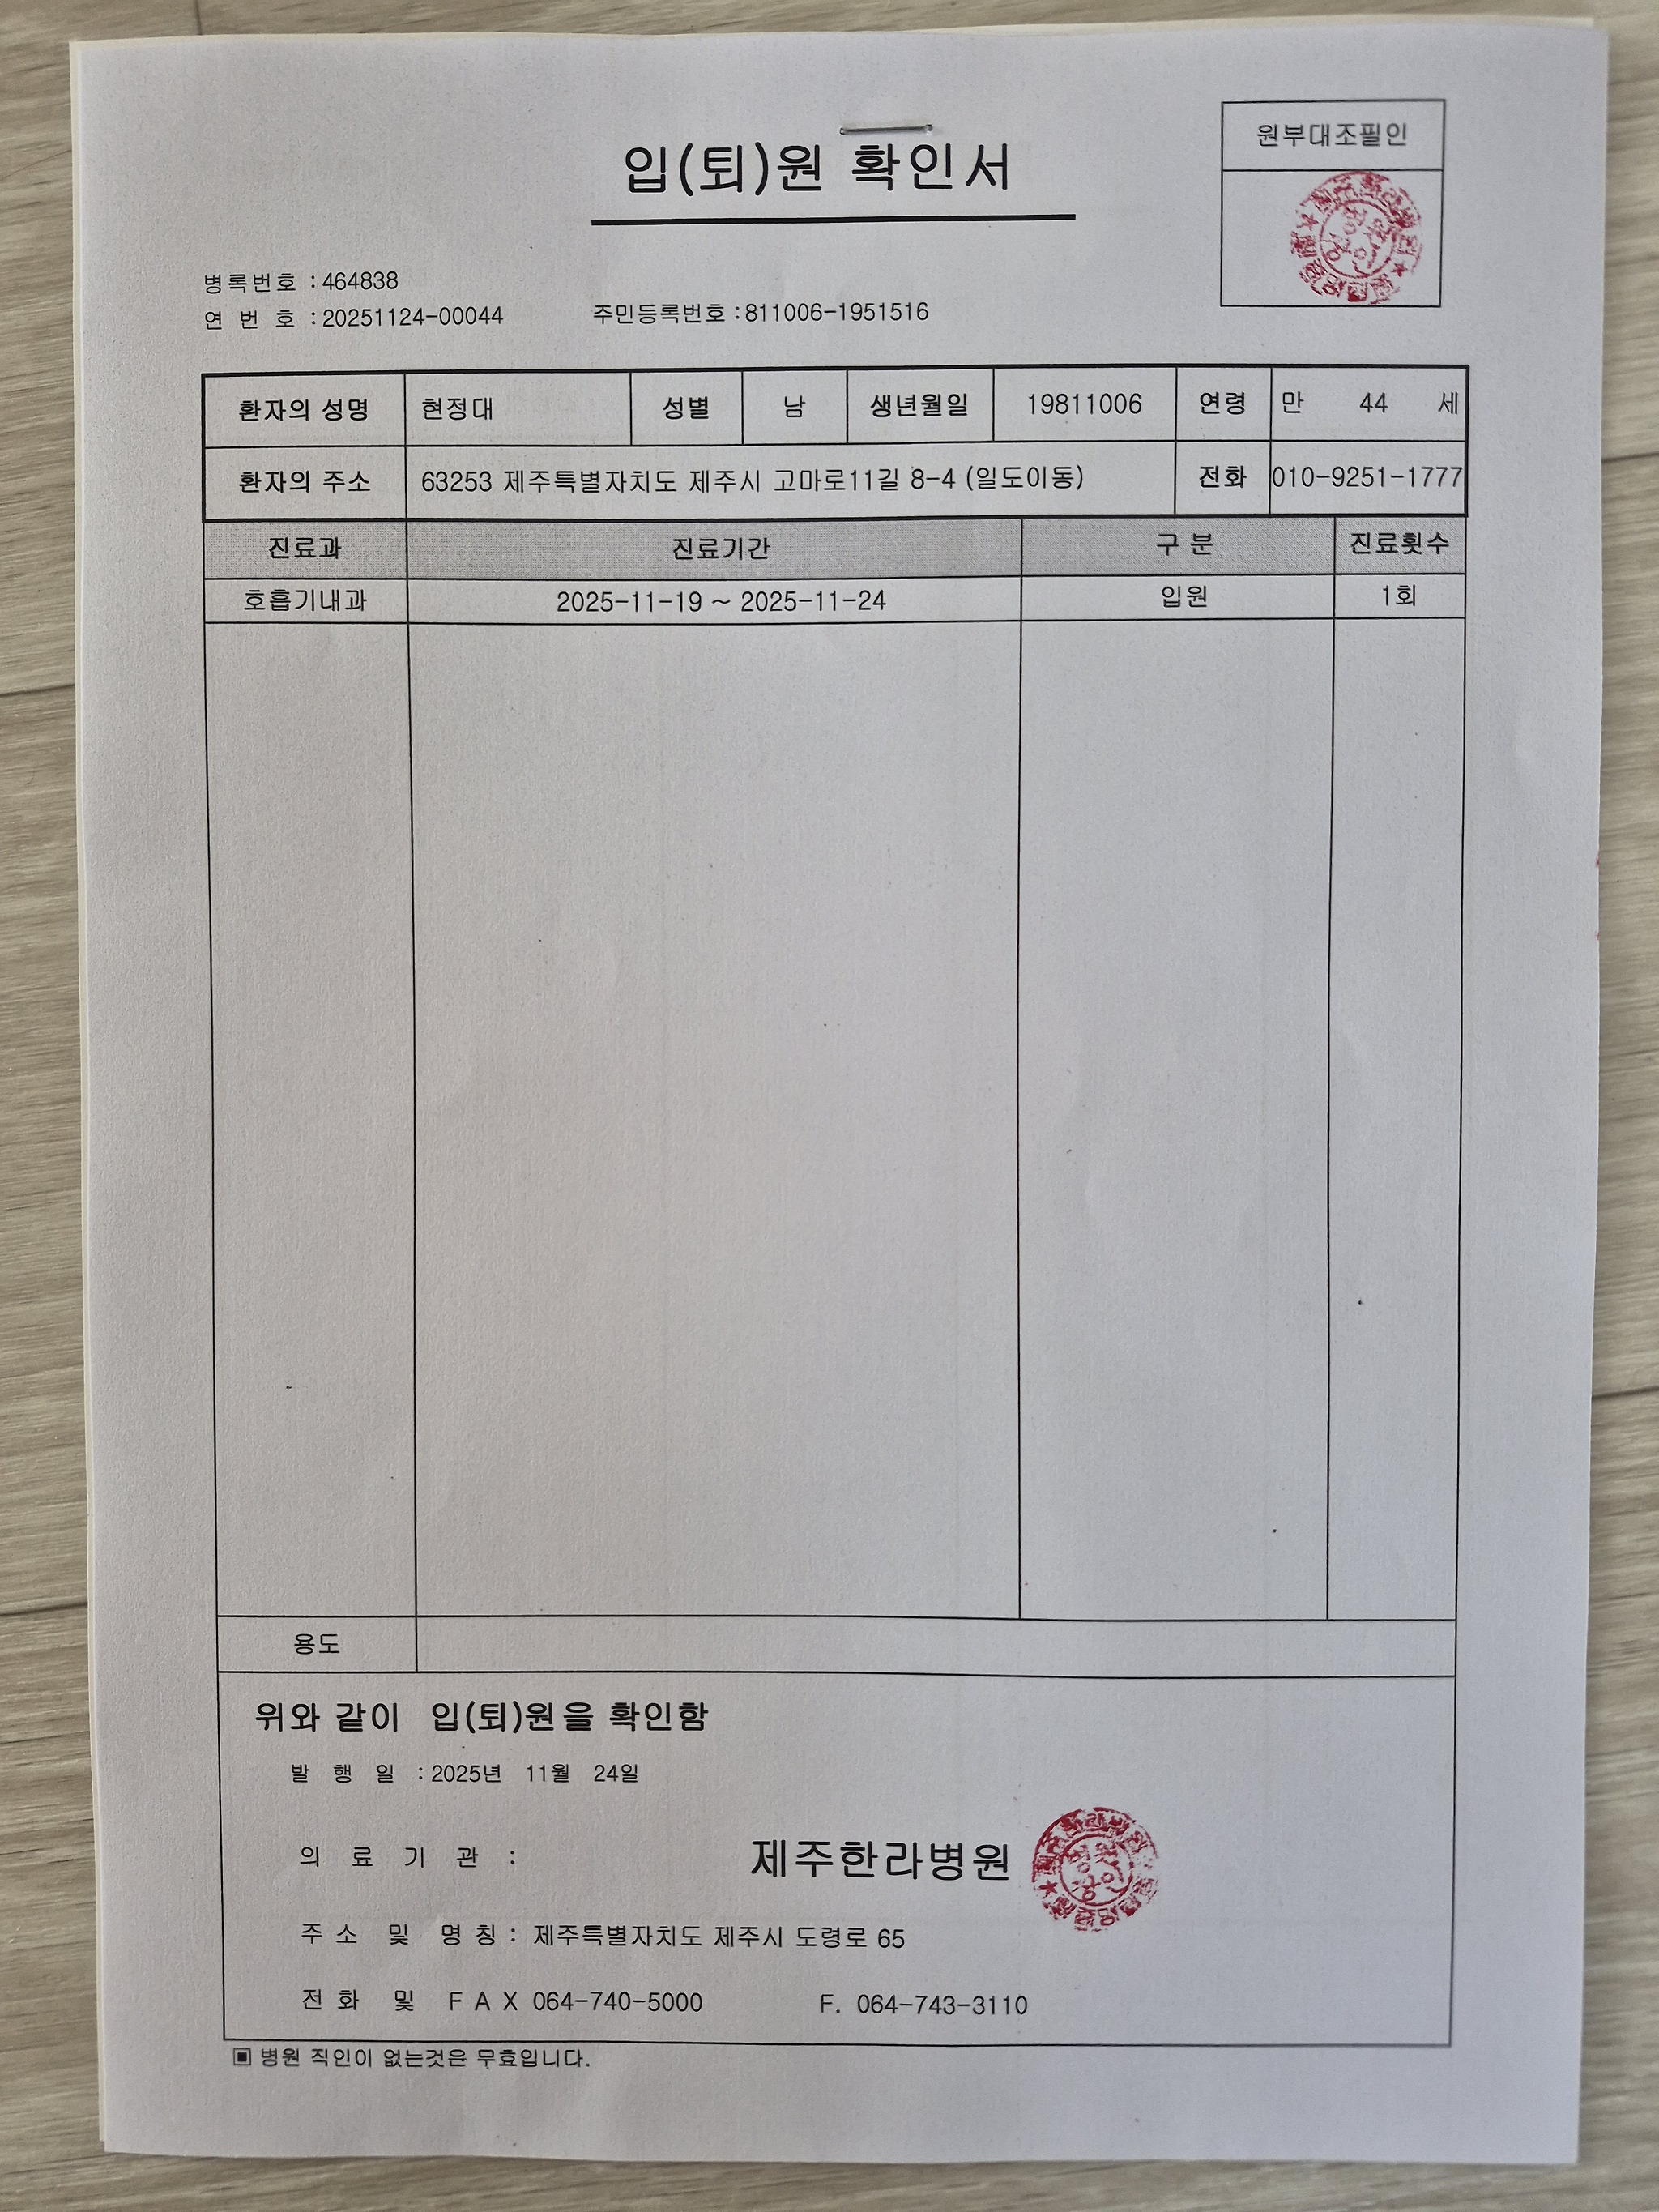 입(퇴)원 확인서
원부대조필인
병록번호 : 464838
연 번 호 : 20251124-00044 주민등록번호 : 811006-1951516
환자의 성명 현정대 성별 남 생년월일 19811006 연령 만 44 세
환자의 주소 63253 제주특별자치도 제주시 고마로11길 8-4 (일도이동) 전화 010-9251-1777
진료과 진료기간 구 분 진료횟수
호흡기내과 2025-11-19 ~ 2025-11-24 입원 1회
용도
위와 같이 입(퇴)원을 확인함
발 행 일 : 2025년 11월 24일
의 료 기 관 : 제주한라병원
주 소 및 명 칭 : 제주특별자치도 제주시 도령로 65
전 화 및 F A X 064-740-5000 F. 064-743-3110
▣ 병원 직인이 없는것은 무효입니다.